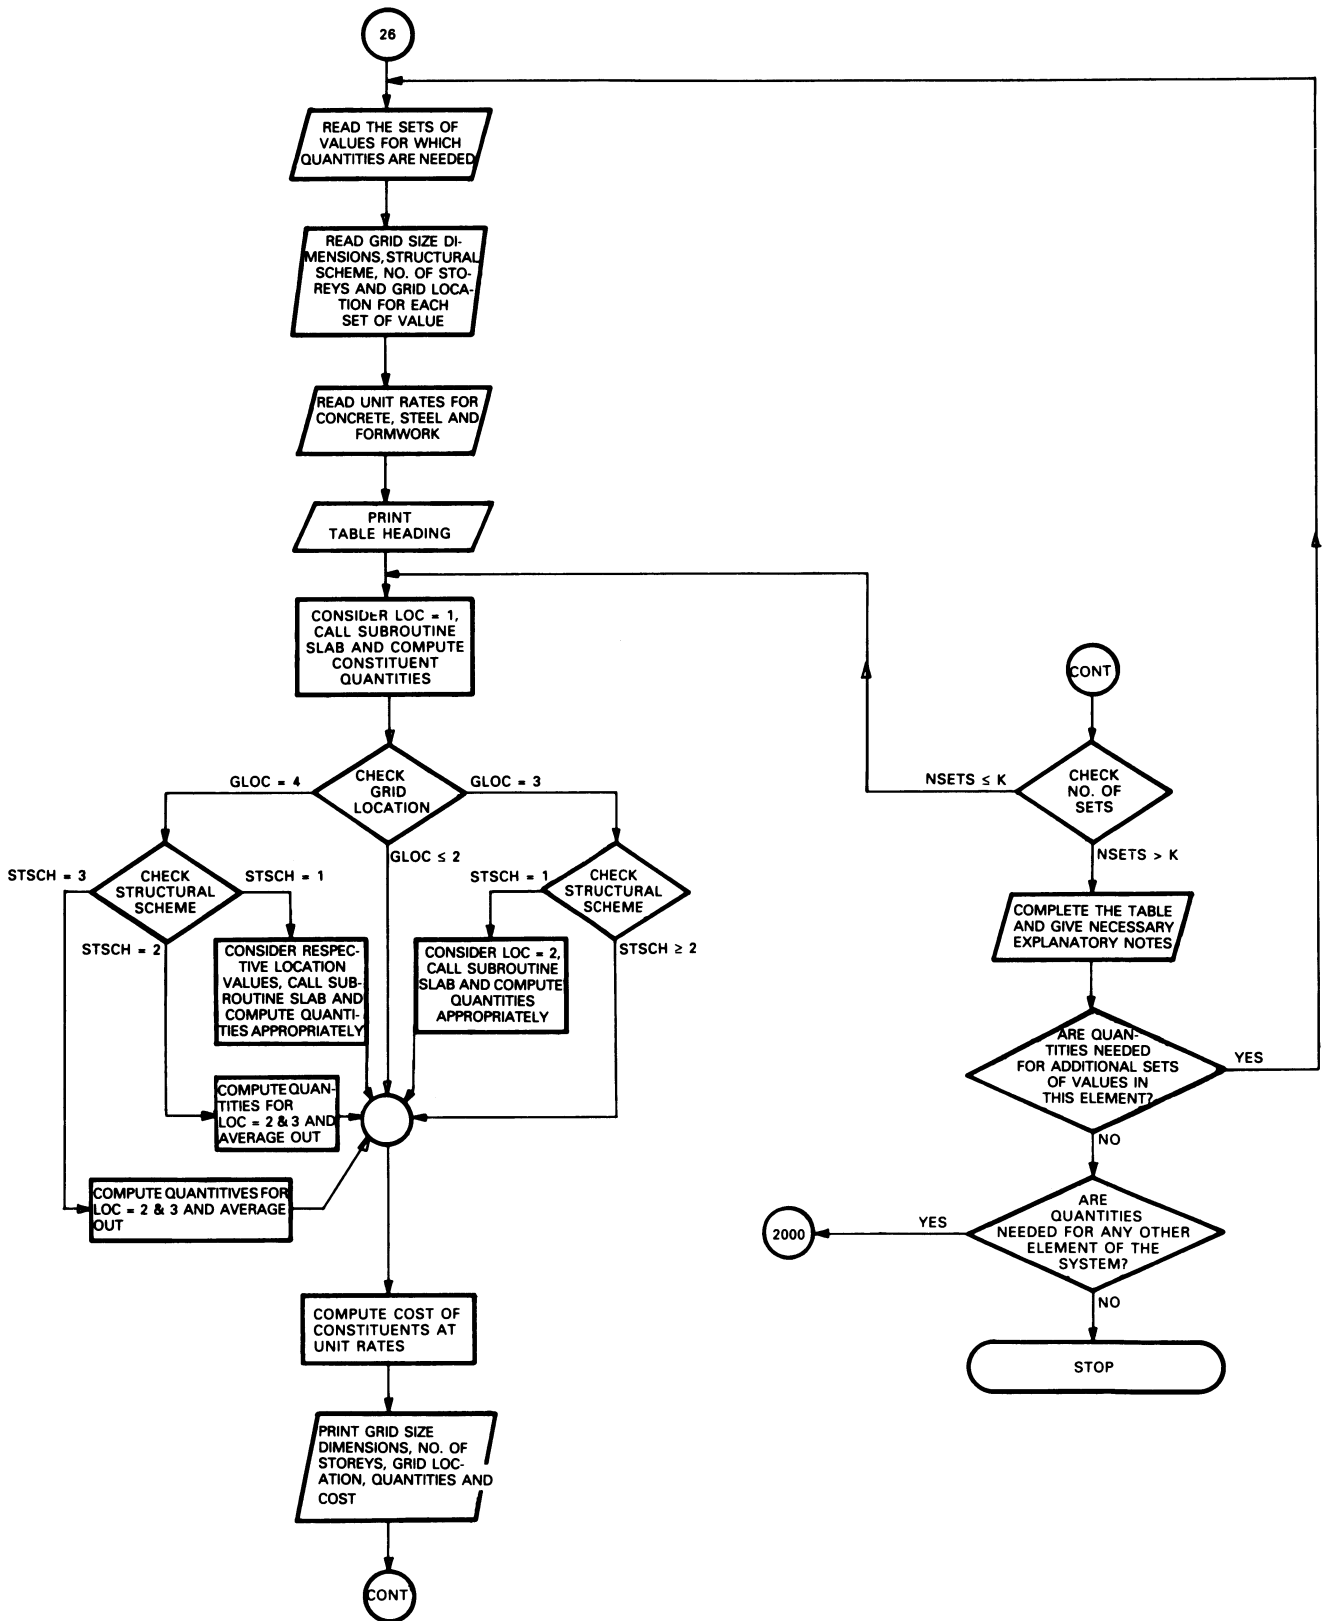 26
READ THE SETS OF
VALUES FOR WHICH
QUANTITIES ARE NEEDED
READ GRID SIZE DI-
MENSIONS, STRUCTURAL
SCHEME, NO. OF STO-
REYS AND GRID LOCA-
TION FOR EACH
SET OF VALUE
READ UNIT RATES FOR
CONCRETE, STEEL AND
FORMWORK
PRINT
TABLE HEADING
CONSIDER LOC = 1,
CALL SUBROUTINE
SLAB AND COMPUTE
CONSTITUENT
QUANTITIES
GLOC = 4
CHECK
GRID
LOCATION
GLOC = 3
GLOC ≤ 2
STSCH = 3
CHECK
STRUCTURAL
SCHEME
STSCH = 1
STSCH = 2
STSCH = 1
CHECK
STRUCTURAL
SCHEME
STSCH ≥ 2
CONSIDER RESPEC-
TIVE LOCATION
VALUES, CALL SUB-
ROUTINE SLAB AND
COMPUTE QUANTI-
TIES APPROPRIATELY
CONSIDER LOC = 2,
CALL SUBROUTINE
SLAB AND COMPUTE
QUANTITIES
APPROPRIATELY
COMPUTE QUAN-
TITIES FOR
LOC = 2 & 3 AND
AVERAGE OUT
COMPUTE QUANTITIVES FOR
LOC = 2 & 3 AND AVERAGE
OUT
COMPUTE COST OF
CONSTITUENTS AT
UNIT RATES
PRINT GRID SIZE
DIMENSIONS, NO. OF
STOREYS, GRID LOC-
ATION, QUANTITIES AND
COST
CONT
CONT
CHECK
NO. OF
SETS
NSETS ≤ K
NSETS > K
COMPLETE THE TABLE
AND GIVE NECESSARY
EXPLANATORY NOTES
ARE QUAN-
TITIES NEEDED
FOR ADDITIONAL SETS
OF VALUES IN
THIS ELEMENT?
YES
NO
ARE
QUANTITIES
NEEDED FOR ANY OTHER
ELEMENT OF THE
SYSTEM?
YES
2000
NO
STOP